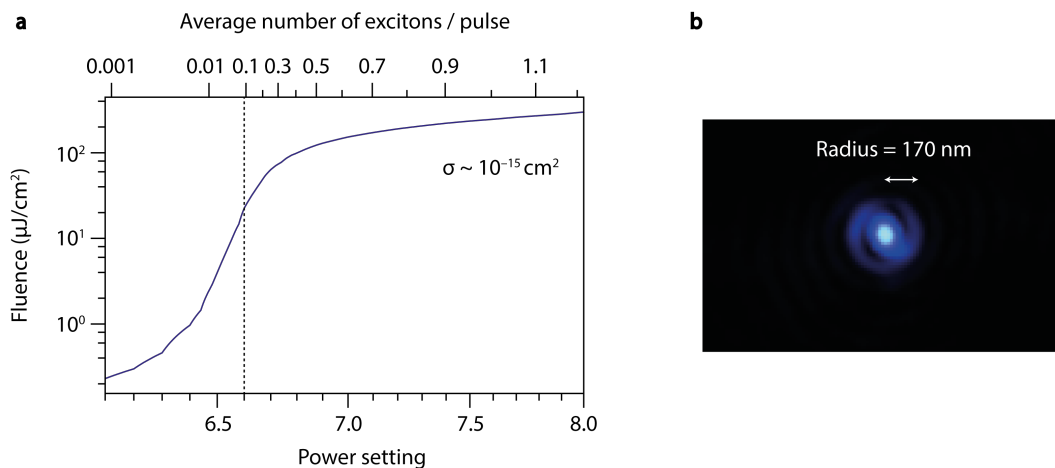 a
Average number of excitons / pulse
0.001 0.01 0.1 0.3 0.5 0.7 0.9 1.1
Fluence (μJ/cm²)
10²
10¹
10⁰
σ ~ 10⁻¹⁵ cm²
6.5 7.0 7.5 8.0
Power setting
b
Radius = 170 nm